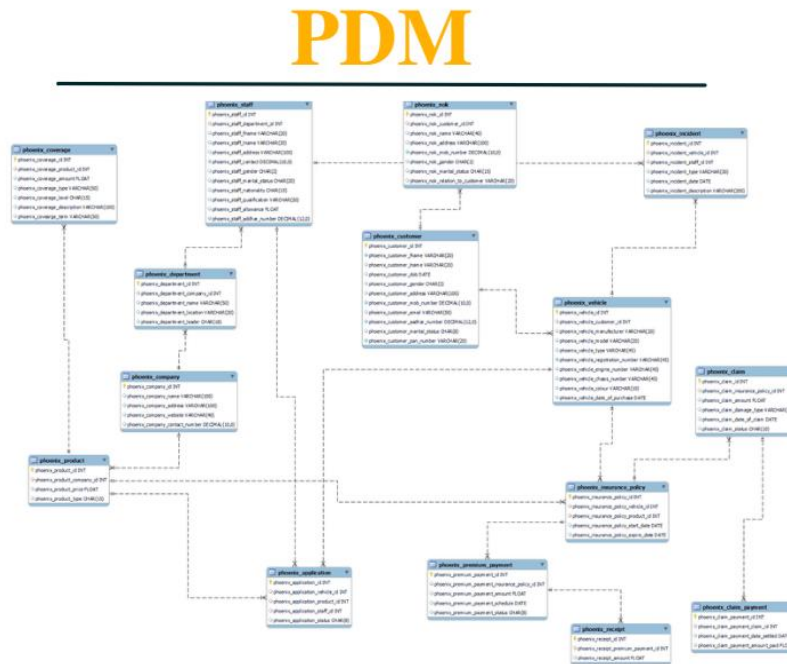 PDM
phoenix_staff
phoenix_staff_id INT
phoenix_staff_department_id INT
phoenix_staff_fname VARCHAR(20)
phoenix_staff_lname VARCHAR(20)
phoenix_staff_address VARCHAR(100)
phoenix_staff_contact DECIMAL(10,0)
phoenix_staff_gender CHAR(2)
phoenix_staff_marital_status CHAR(20)
phoenix_staff_nationality CHAR(15)
phoenix_staff_qualification VARCHAR(20)
phoenix_staff_allowance FLOAT
phoenix_staff_adhar_number DECIMAL(12,0)
phoenix_nok
phoenix_nok_id INT
phoenix_nok_customer_id INT
phoenix_nok_name VARCHAR(40)
phoenix_nok_address VARCHAR(100)
phoenix_nok_mob_number DECIMAL(10,0)
phoenix_nok_gender CHAR(2)
phoenix_nok_marital_status CHAR(10)
phoenix_nok_relation_to_customer VARCHAR(20)
phoenix_incident
phoenix_incident_id INT
phoenix_incident_vehicle_id INT
phoenix_incident_staff_id INT
phoenix_incident_type VARCHAR(30)
phoenix_incident_date DATE
phoenix_incident_description VARCHAR(200)
phoenix_coverage
phoenix_coverage_id INT
phoenix_coverage_product_id INT
phoenix_coverage_amount FLOAT
phoenix_coverage_type VARCHAR(50)
phoenix_coverage_level CHAR(15)
phoenix_coverage_description VARCHAR(100)
phoenix_coverage_term VARCHAR(50)
phoenix_customer
phoenix_customer_id INT
phoenix_customer_fname VARCHAR(20)
phoenix_customer_lname VARCHAR(20)
phoenix_customer_dob DATE
phoenix_customer_gender CHAR(2)
phoenix_customer_address VARCHAR(100)
phoenix_customer_mob_number DECIMAL(10,0)
phoenix_customer_email VARCHAR(50)
phoenix_customer_aadhar_number DECIMAL(12,0)
phoenix_customer_marital_status CHAR(8)
phoenix_customer_pan_number VARCHAR(20)
phoenix_department
phoenix_department_id INT
phoenix_department_company_id INT
phoenix_department_name VARCHAR(50)
phoenix_department_location VARCHAR(20)
phoenix_department_leader CHAR(18)
phoenix_vehicle
phoenix_vehicle_id INT
phoenix_vehicle_customer_id INT
phoenix_vehicle_manufacturer VARCHAR(20)
phoenix_vehicle_model VARCHAR(20)
phoenix_vehicle_type VARCHAR(45)
phoenix_vehicle_registration_number VARCHAR(45)
phoenix_vehicle_engine_number VARCHAR(45)
phoenix_vehicle_chasis_number VARCHAR(45)
phoenix_vehicle_colour VARCHAR(10)
phoenix_vehicle_date_of_purchase DATE
phoenix_company
phoenix_company_id INT
phoenix_company_name VARCHAR(100)
phoenix_company_address VARCHAR(100)
phoenix_company_website VARCHAR(40)
phoenix_company_contact_number DECIMAL(10,0)
phoenix_claim
phoenix_claim_id INT
phoenix_claim_insurance_policy_id INT
phoenix_claim_amount FLOAT
phoenix_claim_damage_type VARCHAR
phoenix_claim_date_of_claim DATE
phoenix_claim_status CHAR(10)
phoenix_product
phoenix_product_id INT
phoenix_product_company_id INT
phoenix_product_price FLOAT
phoenix_product_type CHAR(15)
phoenix_insurance_policy
phoenix_insurance_policy_id INT
phoenix_insurance_policy_vehicle_id INT
phoenix_insurance_policy_product_id INT
phoenix_insurance_policy_start_date DATE
phoenix_insurance_policy_expire_date DATE
phoenix_application
phoenix_application_id INT
phoenix_application_vehicle_id INT
phoenix_application_product_id INT
phoenix_application_staff_id INT
phoenix_application_status CHAR(8)
phoenix_premium_payment
phoenix_premium_payment_id INT
phoenix_premium_payment_insurance_policy_id INT
phoenix_premium_payment_amount FLOAT
phoenix_premium_payment_schedule DATE
phoenix_premium_payment_status CHAR(8)
phoenix_receipt
phoenix_receipt_id INT
phoenix_receipt_premium_payment_id INT
phoenix_receipt_amount FLOAT
phoenix_claim_payment
phoenix_claim_payment_id INT
phoenix_claim_payment_claim_id INT
phoenix_claim_payment_date_settled DATE
phoenix_claim_payment_amount_paid